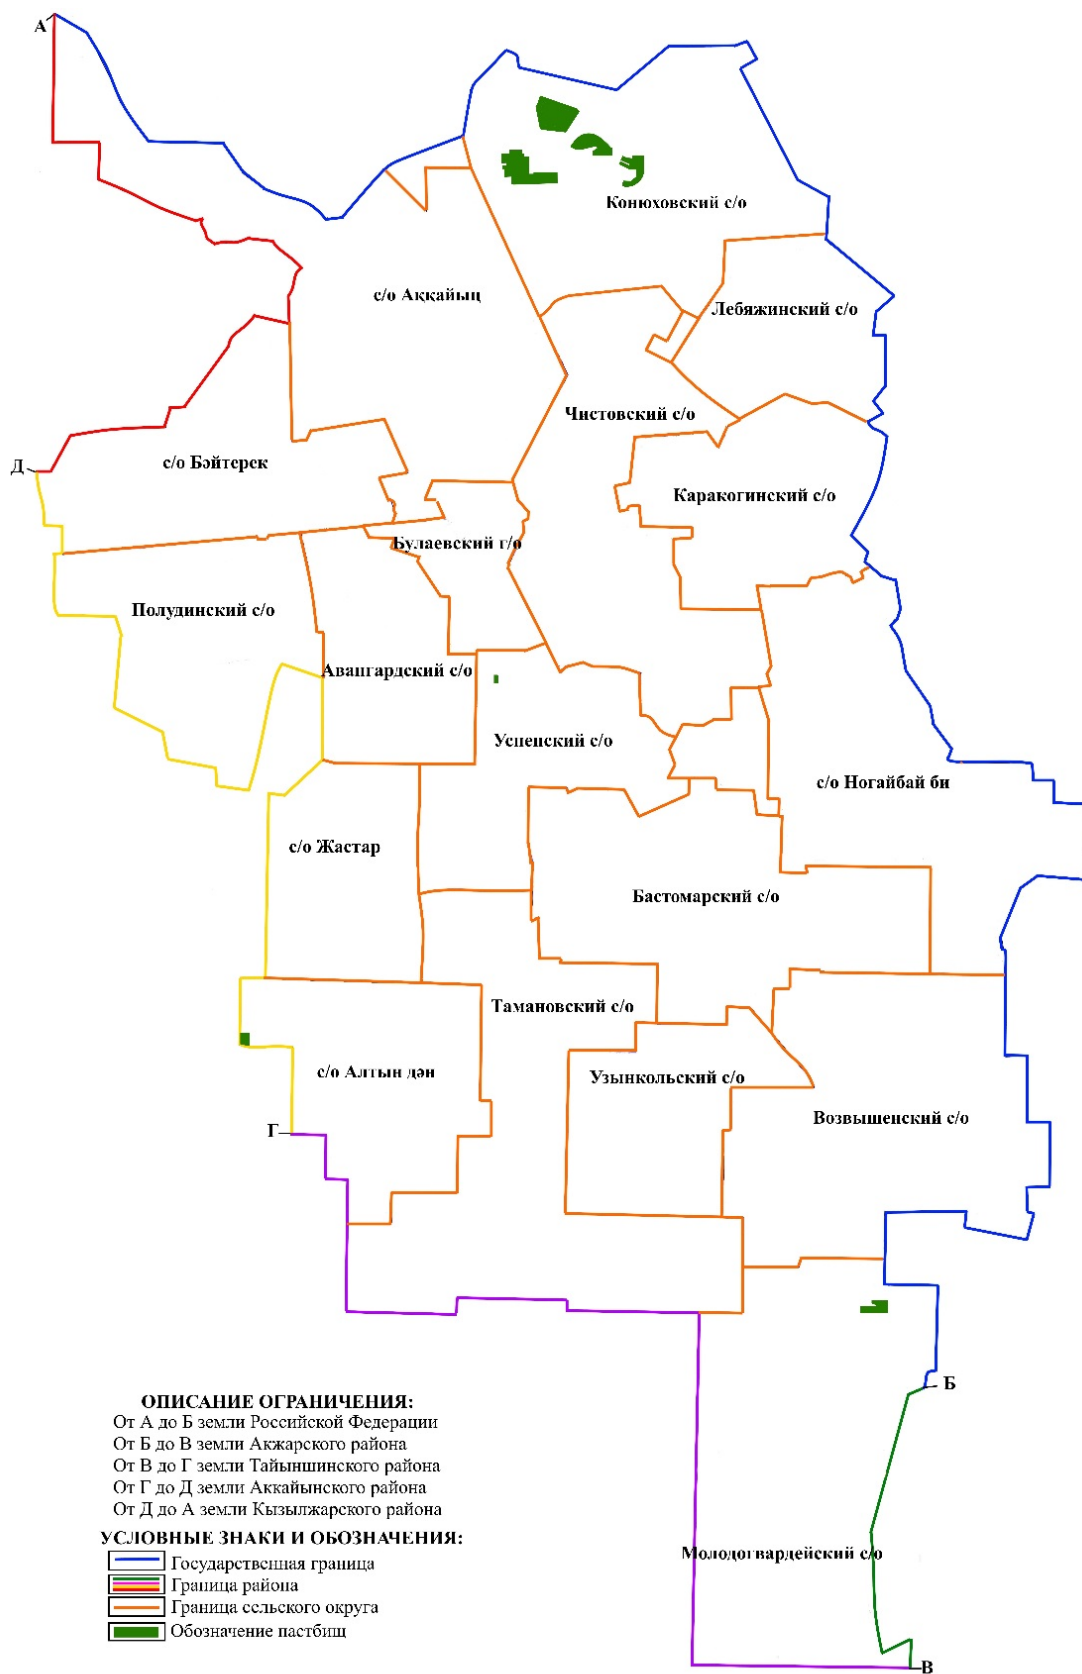 А
Конюховский с/о
с/о Аққайың
Лебяжинский с/о
Чистовский с/о
Д
с/о Бәйтерек
Каракогинский с/о
Булаевский г/о
Полудинский с/о
Авангардский с/о
Успенский с/о
с/о Ногайбай би
с/о Жастар
Бастомарский с/о
Тамановский с/о
с/о Алтын дән
Узынкольский с/о
Возвышенский с/о
Г
Б
ОПИСАНИЕ ОГРАНИЧЕНИЯ:
От А до Б земли Российской Федерации
От Б до В земли Акжарского района
От В до Г земли Тайыншинского района
От Г до Д земли Аккайынского района
От Д до А земли Кызылжарского района
УСЛОВНЫЕ ЗНАКИ И ОБОЗНАЧЕНИЯ:
Государственная граница
Граница района
Граница сельского округа
Обозначение пастбищ
Молодогвардейский с/о
В